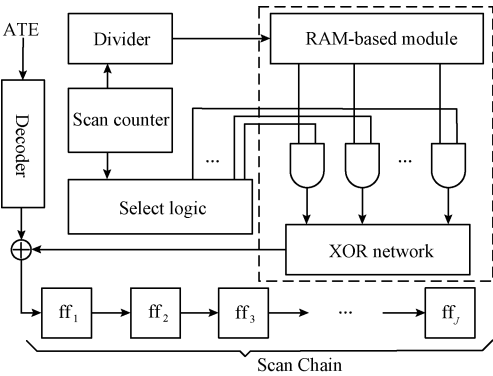 ATE
Divider
RAM-based module
Decoder
Scan counter
...
...
Select logic
XOR network
ff1
ff2
ff3
...
ffJ
Scan Chain